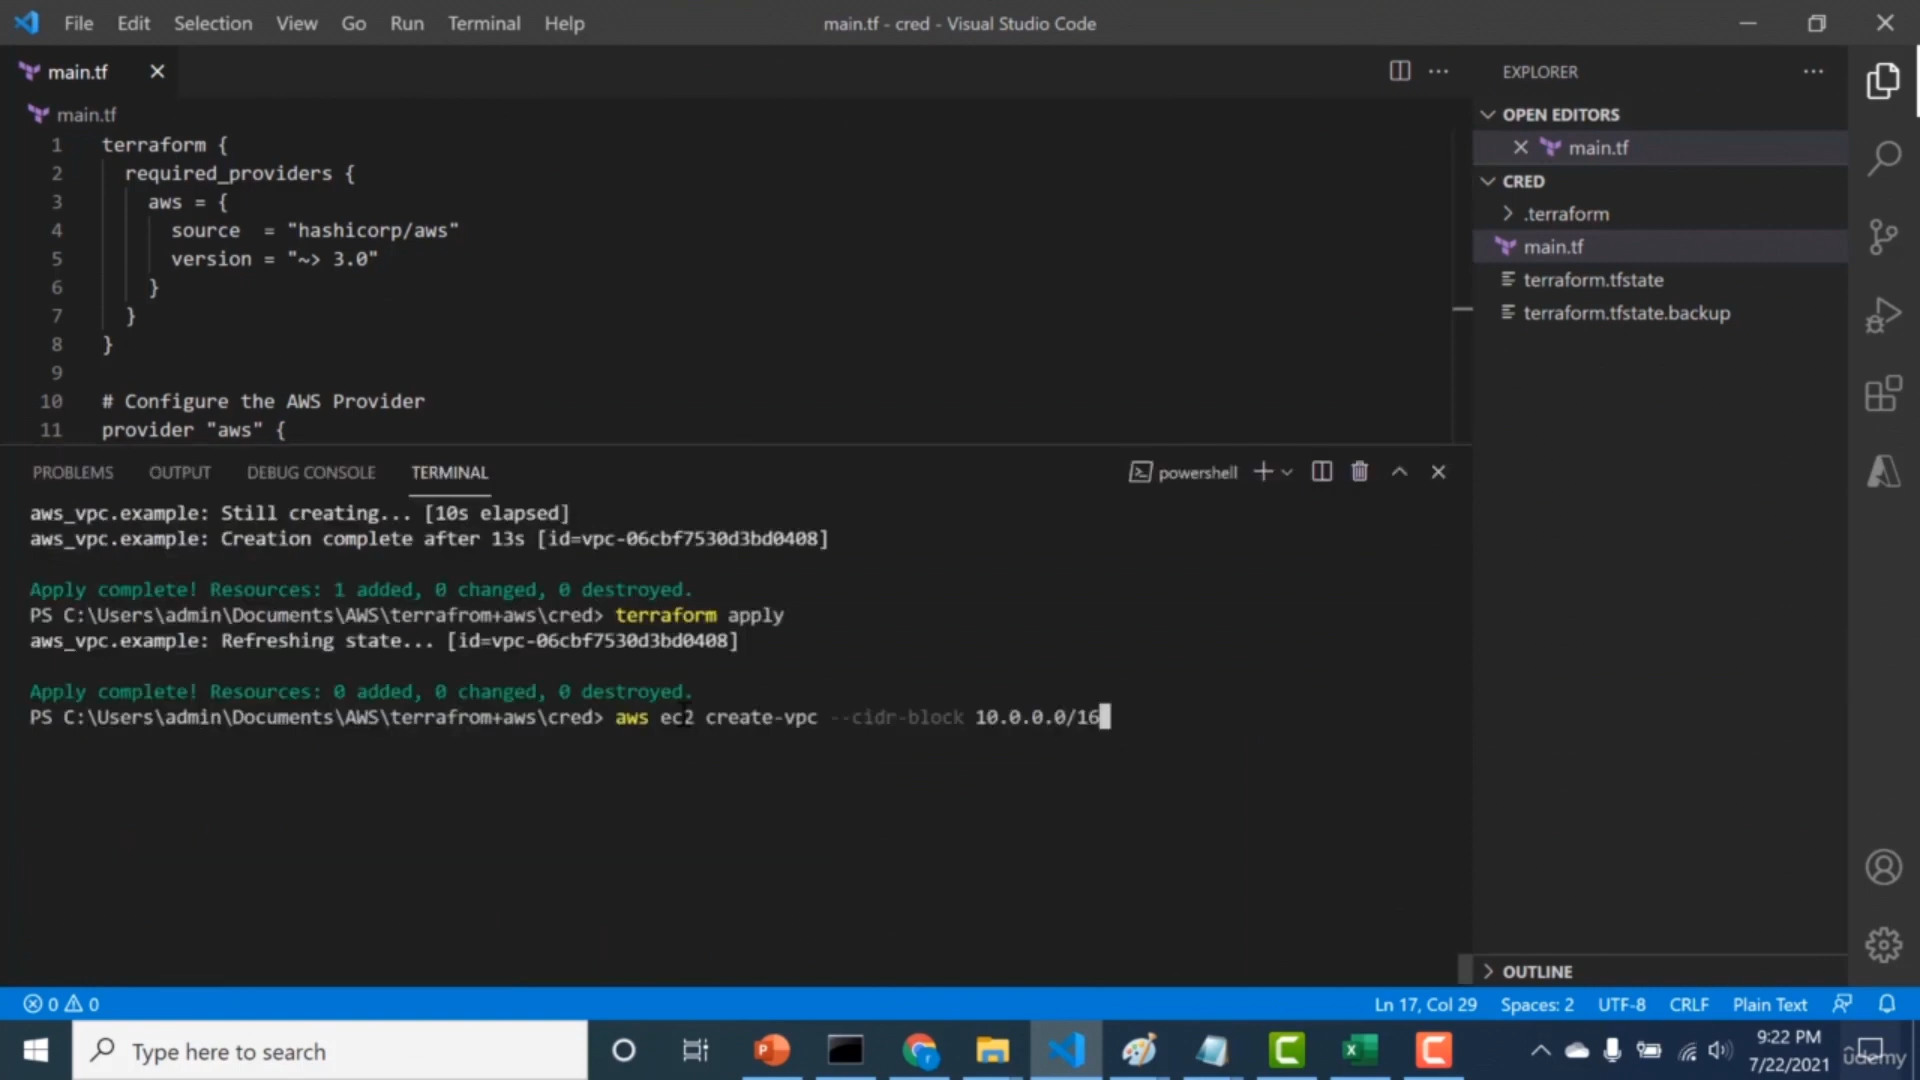 File Edit Selection View Go Run Terminal Help
main.tf - cred - Visual Studio Code
main.tf
main.tf
1 terraform {
2 required_providers {
3 aws = {
4 source = "hashicorp/aws"
5 version = "~> 3.0"
6 }
7 }
8 }
9
10 # Configure the AWS Provider
11 provider "aws" {
EXPLORER
OPEN EDITORS
main.tf
CRED
.terraform
main.tf
terraform.tfstate
terraform.tfstate.backup
PROBLEMS OUTPUT DEBUG CONSOLE TERMINAL
powershell
aws_vpc.example: Still creating... [10s elapsed]
aws_vpc.example: Creation complete after 13s [id=vpc-06cbf7530d3bd0408]
Apply complete! Resources: 1 added, 0 changed, 0 destroyed.
PS C:\Users\admin\Documents\AWS\terrafrom+aws\cred> terraform apply
aws_vpc.example: Refreshing state... [id=vpc-06cbf7530d3bd0408]
Apply complete! Resources: 0 added, 0 changed, 0 destroyed.
PS C:\Users\admin\Documents\AWS\terrafrom+aws\cred> aws ec2 create-vpc --cidr-block 10.0.0.0/16
OUTLINE
0 0
Ln 17, Col 29 Spaces: 2 UTF-8 CRLF Plain Text
Type here to search
9:22 PM
7/22/2021
udemy